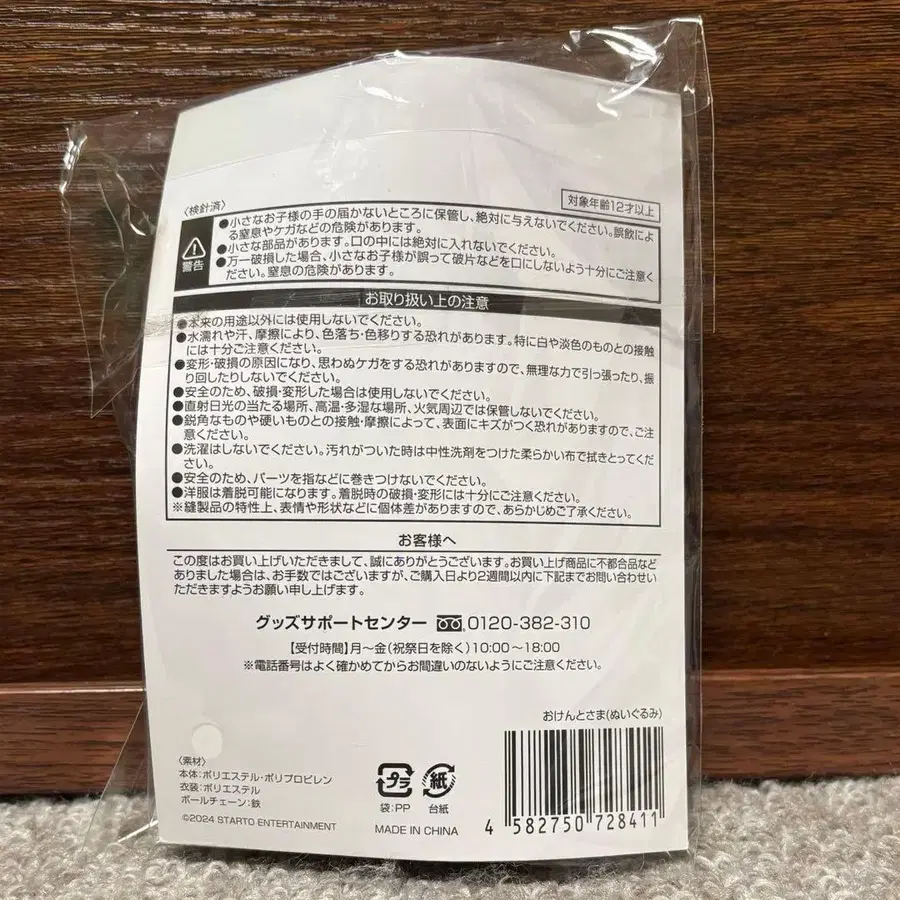 〈検針済〉
対象年齢12才以上
警告
●小さなお子様の手の届かないところに保管し、絶対に与えないでください。誤飲によ
る窒息やケガなどの危険があります。
●小さな部品があります。口の中には絶対に入れないでください。
●万一破損した場合、小さなお子様が誤って破片などを口にしないよう十分にご注意く
ださい。窒息の危険があります。
お取り扱い上の注意
●本来の用途以外には使用しないでください。
●水濡れや汗、摩擦により、色落ち・色移りする恐れがあります。特に白や淡色のものとの接触
には十分ご注意ください。
●変形・破損の原因になり、思わぬケガをする恐れがありますので、無理な力で引っ張ったり、振
り回したりしないでください。
●安全のため、破損・変形した場合は使用しないでください。
●直射日光の当たる場所、高温・多湿な場所、火気周辺では保管しないでください。
●鋭角なものや硬いものとの接触・摩擦によって、表面にキズがつく恐れがありますので、ご注
意ください。
●洗濯はしないでください。汚れがついた時は中性洗剤をつけた柔らかい布で拭きとってくだ
さい。
●安全のため、パーツを指などに巻きつけないでください。
●洋服は着脱可能になります。着脱時の破損・変形には十分にご注意ください。
※縫製品の特性上、表情や形状などに個体差がありますので、あらかじめご了承ください。
お客様へ
この度はお買い上げいただきまして、誠にありがとうございます。お買い上げ商品に不都合品など
ありました場合は、お手数ではございますが、ご購入日より2週間以内に下記までお問い合わせい
ただきますようお願い申し上げます。
グッズサポートセンター 0120-382-310
【受付時間】月〜金(祝祭日を除く)10:00〜18:00
※電話番号はよく確かめてからお間違いのないようにご注意ください。
おけんとさま(ぬいぐるみ)
〈素材〉
本体:ポリエステル・ポリプロピレン
衣装:ポリエステル
ボールチェーン:鉄
©2024 STARTO ENTERTAINMENT
プラ
袋:PP
紙
台紙
MADE IN CHINA
4 582750 728411